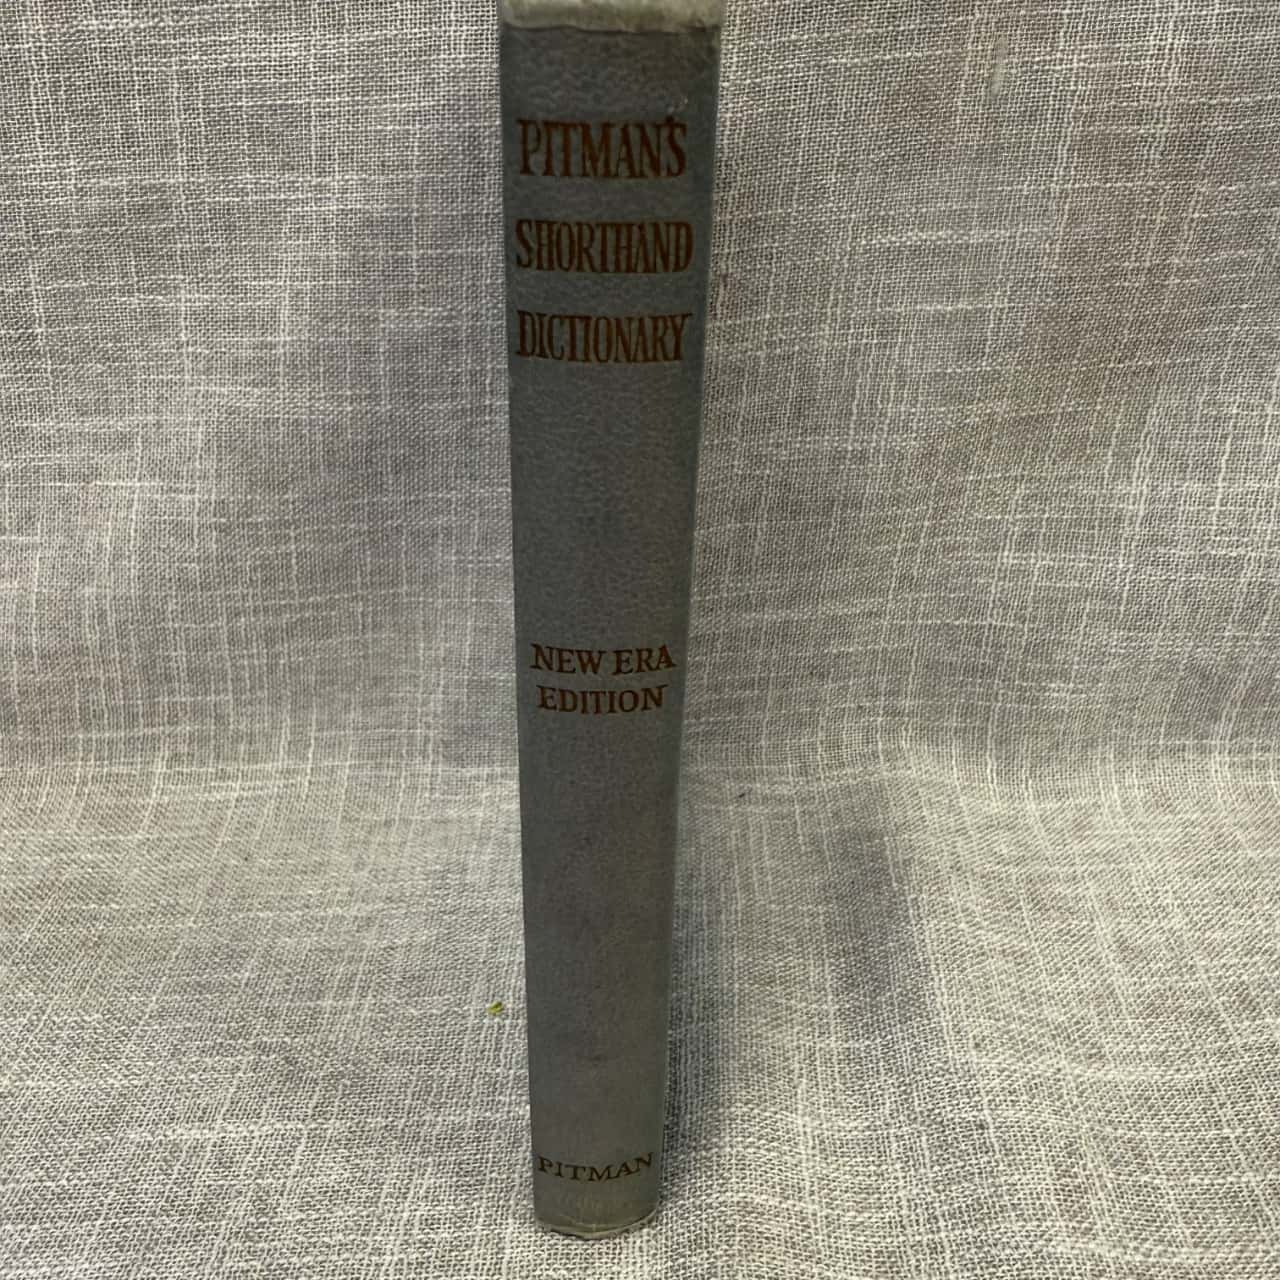 PITMAN'S
SHORTHAND
DICTIONARY
NEW ERA
EDITION
PITMAN